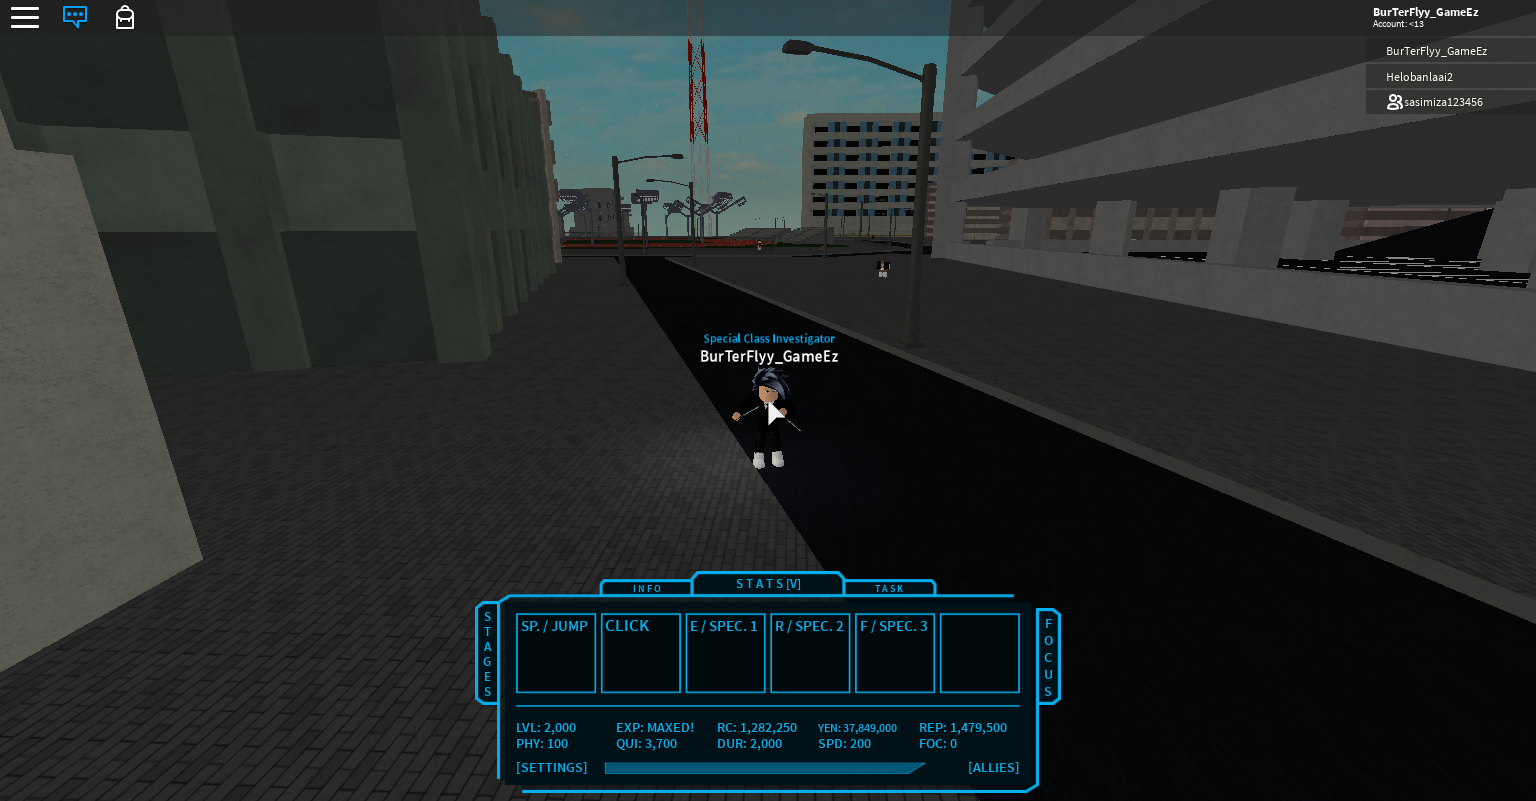 BurTerFlyy_GameEz
Account: <13
BurTerFlyy_GameEz
Helobanlaai2
sasimiza123456
Special Class Investigator
BurTerFlyy_GameEz
INFO
STATS[V]
TASK
STAGES
SP. / JUMP
CLICK
E / SPEC. 1
R / SPEC. 2
F / SPEC. 3
FOCUS
LVL: 2,000 EXP: MAXED! RC: 1,282,250 YEN: 37,849,000 REP: 1,479,500
PHY: 100 QUI: 3,700 DUR: 2,000 SPD: 200 FOC: 0
[SETTINGS] [ALLIES]